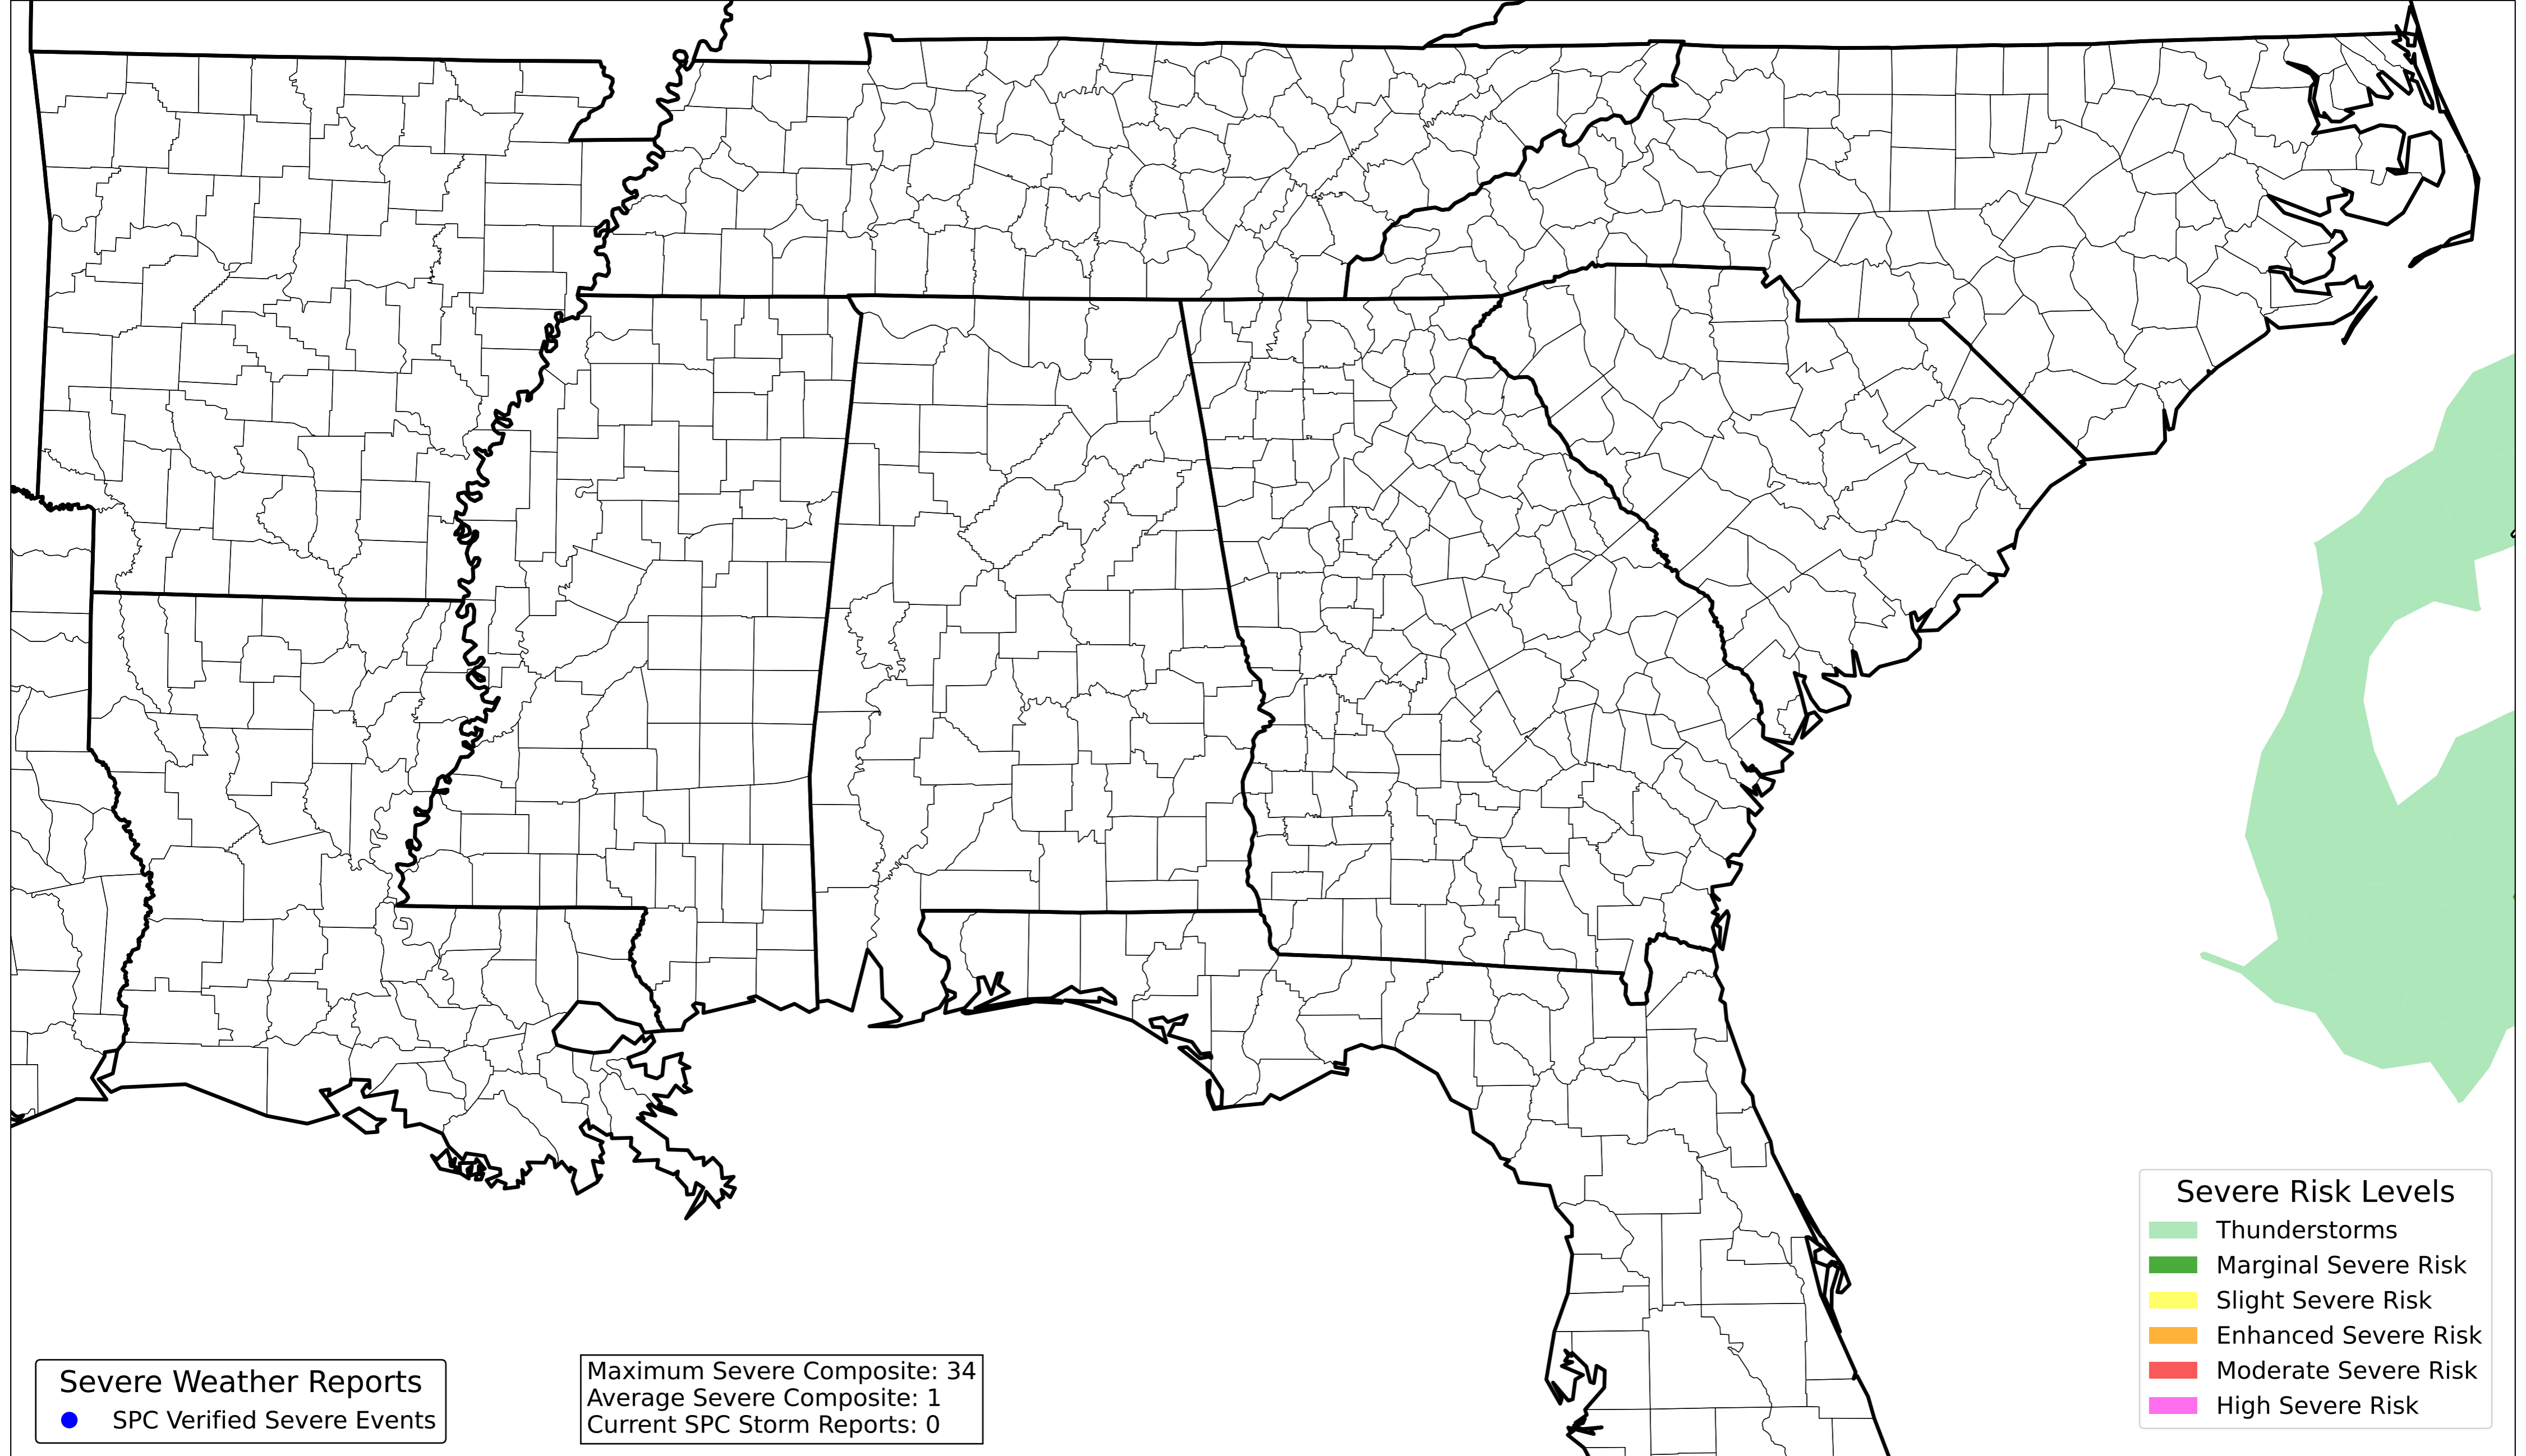 Severe Risk Levels
Thunderstorms
Marginal Severe Risk
Slight Severe Risk
Enhanced Severe Risk
Moderate Severe Risk
High Severe Risk
Severe Weather Reports
SPC Verified Severe Events
Maximum Severe Composite: 34
Average Severe Composite: 1
Current SPC Storm Reports: 0